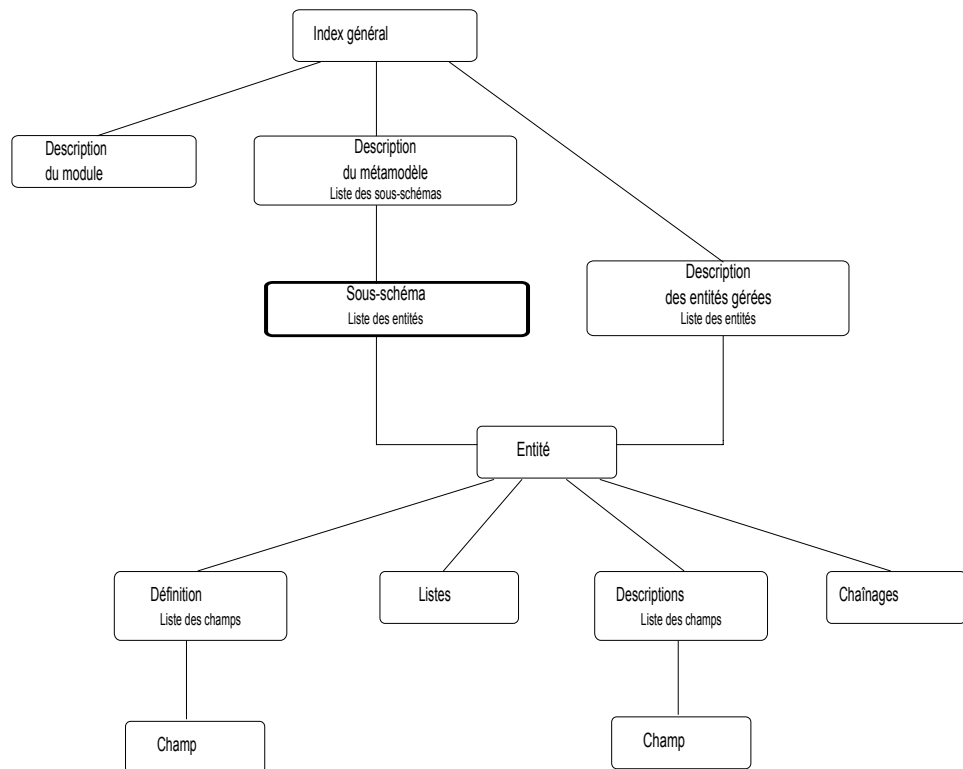 Index général
Description
du module
Description
du métamodèle
Liste des sous-schémas
Description
des entités gérées
Liste des entités
Sous-schéma
Liste des entités
Entité
Définition
Liste des champs
Listes
Descriptions
Liste des champs
Chaînages
Champ
Champ